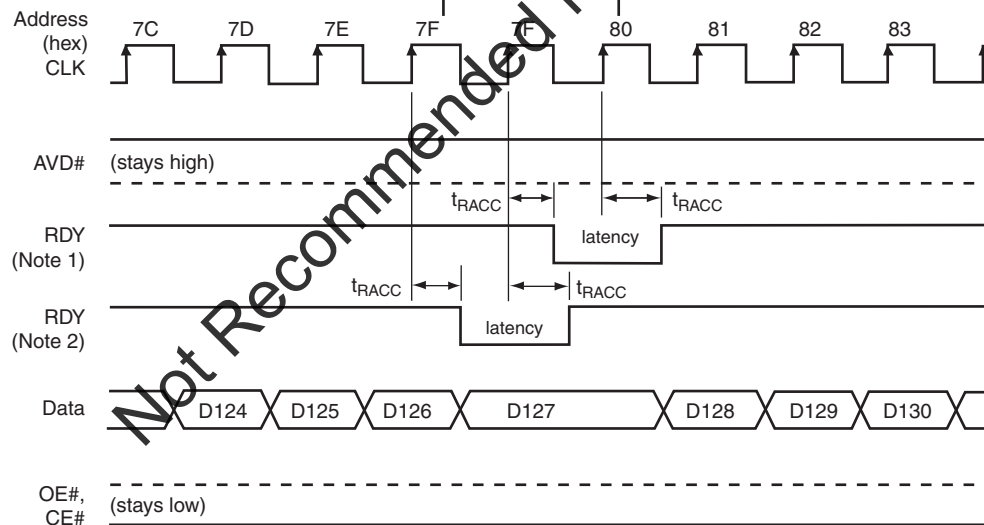 Address
(hex)
CLK
7C 7D 7E 7F 7F 80 81 82 83
AVD# (stays high)
tRACC tRACC
RDY
(Note 1)
latency
tRACC tRACC
RDY
(Note 2)
latency
Data D124 D125 D126 D127 D128 D129 D130
OE#,
CE#
(stays low)
Not Recommended